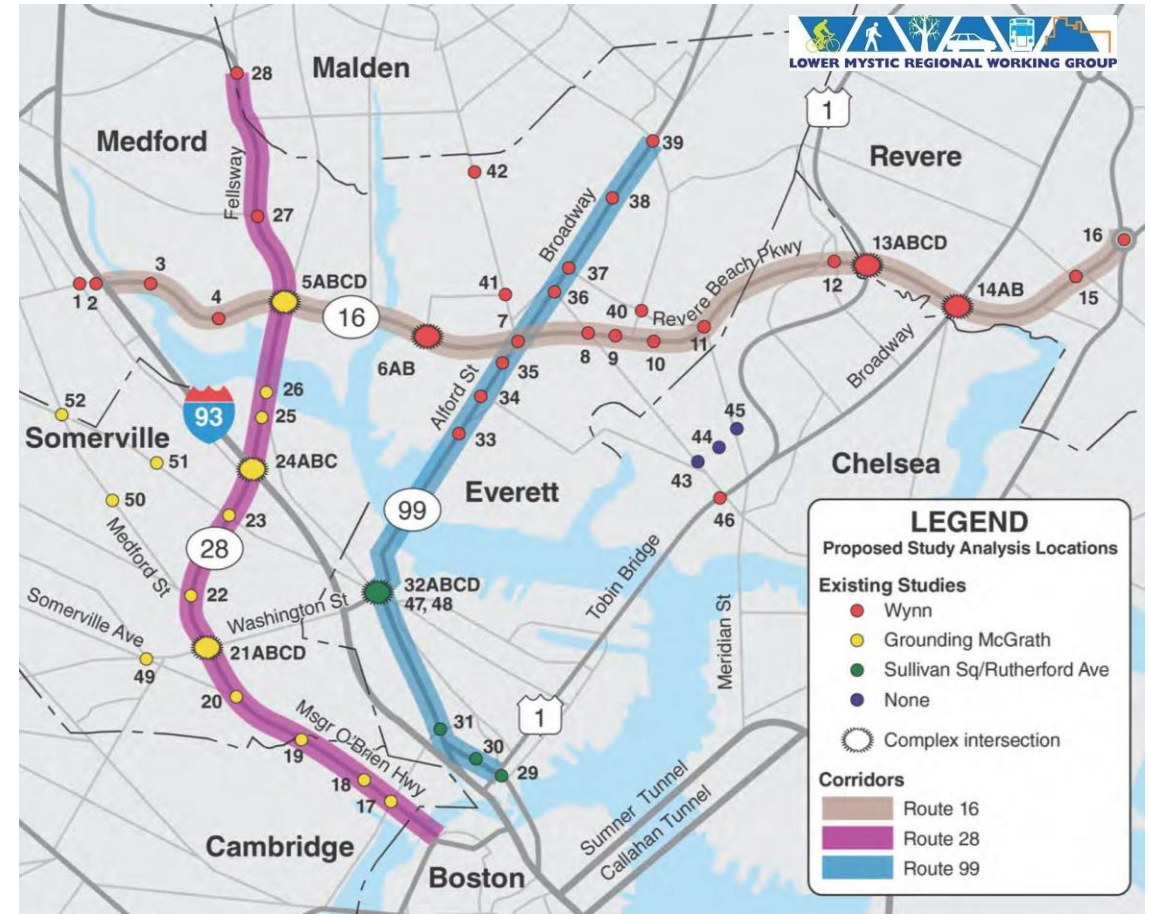 LOWER MYSTIC REGIONAL WORKING GROUP
28
Malden
1
Medford
39
Revere
42
Fellsway
38
27
Broadway
13ABCD
16
3
5ABCD
41
37
Revere Beach Pkwy
12
1 2
4
16
36
40
14AB
15
7
6AB
8
9
10
11
35
Broadway
26
Alford St
34
52
93
25
45
33
44
Somerville
51
24ABC
43
Chelsea
50
Everett
46
23
99
Medford St
28
Tobin Bridge
22
32ABCD
47, 48
Somerville Ave
Washington St
Meridian St
21ABCD
49
20
31
1
Msgr O'Brien Hwy
30
19
29
18
17
Sumner Tunnel
Callahan Tunnel
Cambridge
Boston
LEGEND
Proposed Study Analysis Locations
Existing Studies
Wynn
Grounding McGrath
Sullivan Sq/Rutherford Ave
None
Complex intersection
Corridors
Route 16
Route 28
Route 99